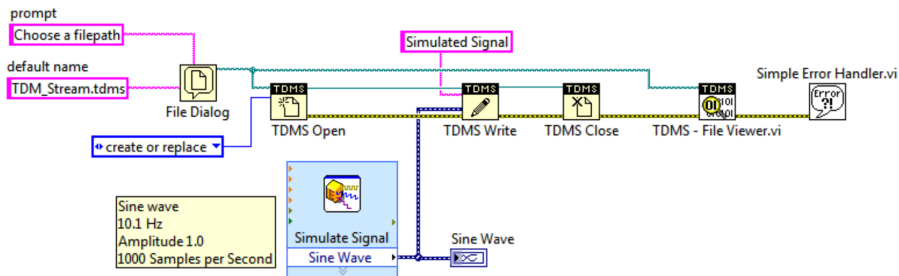 prompt
Choose a filepath
default name
TDM_Stream.tdms
File Dialog
create or replace
Simulated Signal
TDMS
TDMS Open
TDMS
TDMS Write
TDMS
TDMS Close
TDMS
TDMS - File Viewer.vi
Simple Error Handler.vi
Error
?!
Sine wave
10.1 Hz
Amplitude 1.0
1000 Samples per Second
Simulate Signal
Sine Wave
Sine Wave